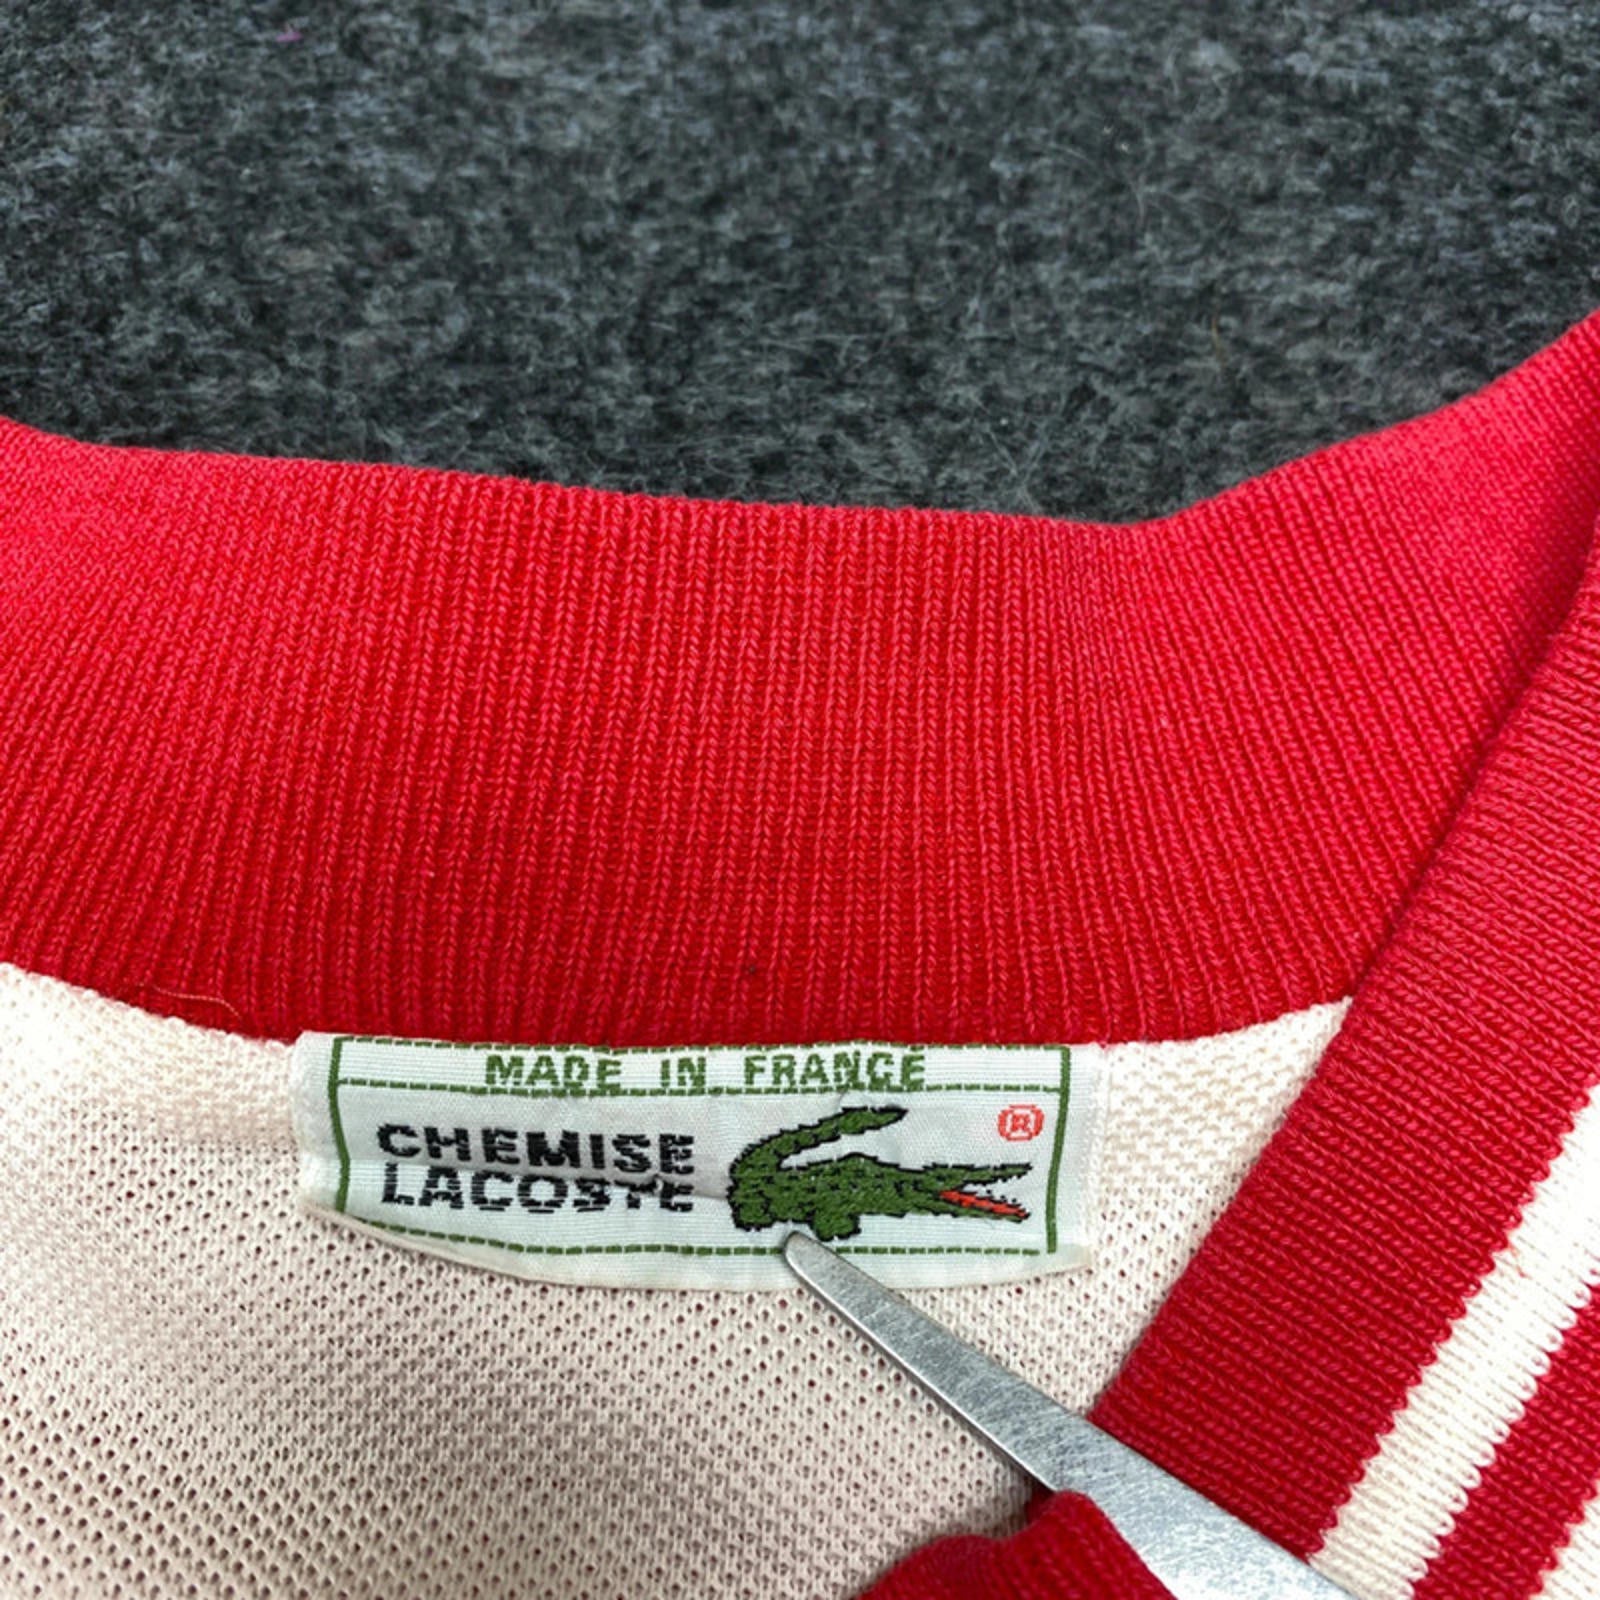 MADE IN FRANCE
CHEMISE
LACOSTE
®